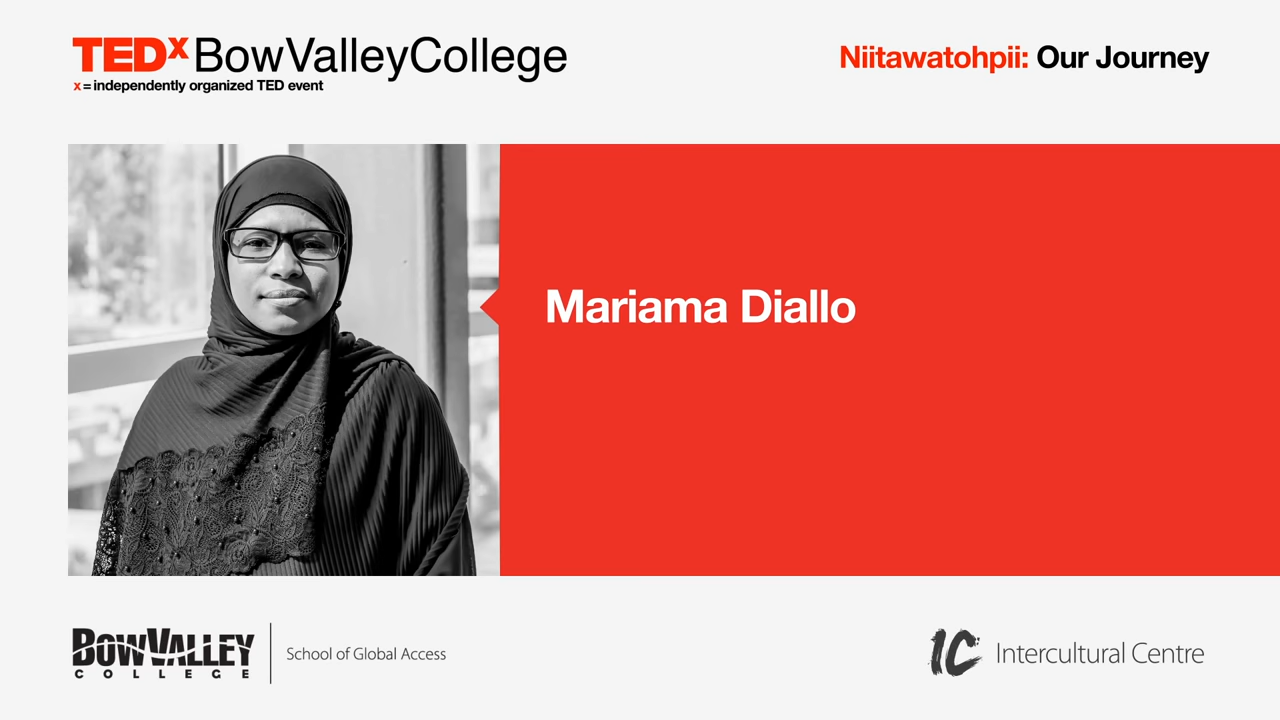 TEDx BowValleyCollege
x = independently organized TED event
Niitawatohpii: Our Journey
Mariama Diallo
BOW VALLEY
COLLEGE
School of Global Access
IC Intercultural Centre